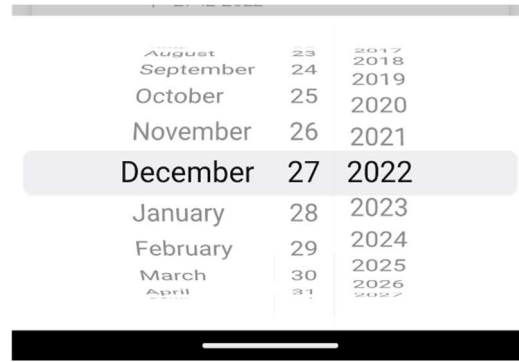 August 23 2017
September 24 2018
October 25 2019
November 26 2020
2021
December 27 2022
January 28 2023
February 29 2024
March 30 2025
April 31 2026
2027